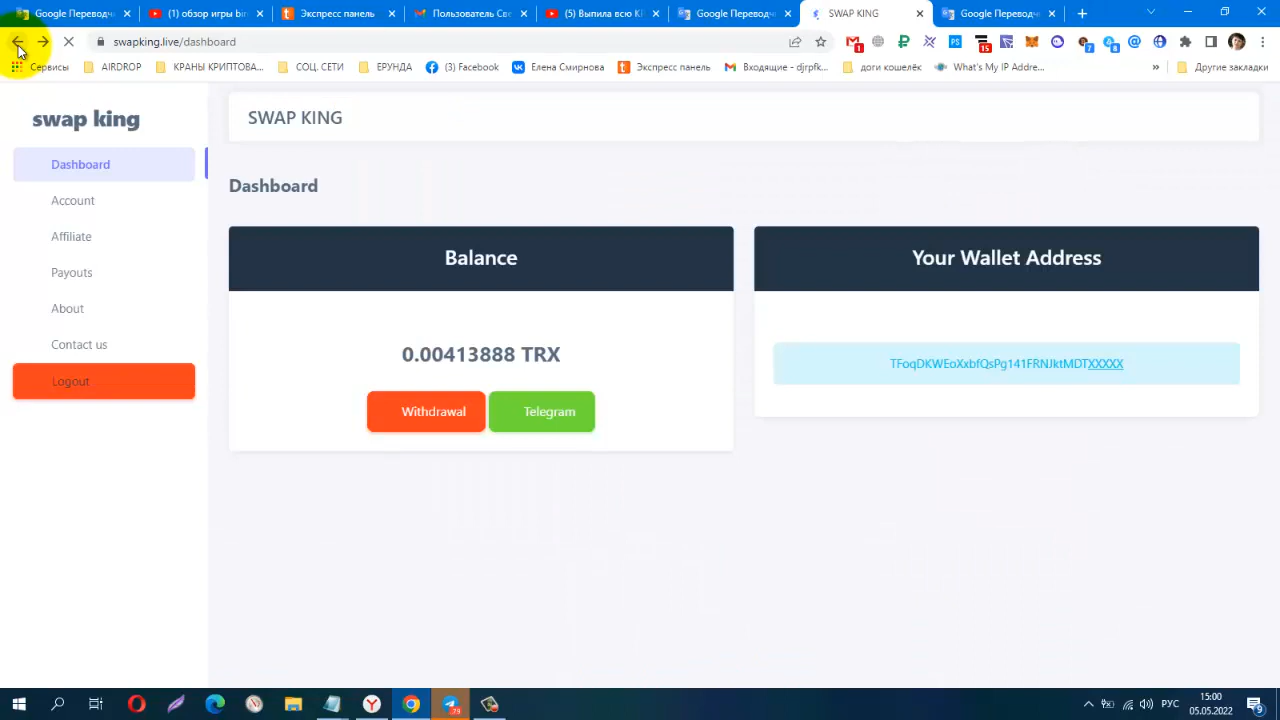 Google Переводч
(1) обзор игры bin
Экспресс панель
Пользователь Све
(5) Выпила всю Ki
Google Переводч
SWAP KING
Google Переводч
swapking.live/dashboard
Сервисы
AIRDROP
КРАНЫ КРИПТОВА...
СОЦ. СЕТИ
ЕРУНДА
(3) Facebook
Елена Смирнова
Экспресс панель
Входящие - djrpfk...
доги кошелёк
What's My IP Addre...
»
Другие закладки
swap king
SWAP KING
Dashboard
Account
Affiliate
Payouts
About
Contact us
Logout
Dashboard
Balance
0.00413888 TRX
Withdrawal
Telegram
Your Wallet Address
TFoqDKWEoXxbfQsPg141FRNJktMDTXXXXX
РУС
15:00
05.05.2022